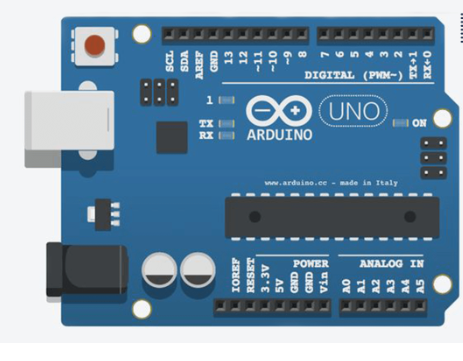 SCL SDA AREF GND 13 12 ~11 ~10 ~9 8 7 6 5 4 3 2 TX→1 RX←0
DIGITAL (PWM~)
1
UNO
TX
RX
ON
ARDUINO
www.arduino.cc - made in Italy
POWER ANALOG IN
IOREF RESET 3.3V 5V GND GND Vin A0 A1 A2 A3 A4 A5